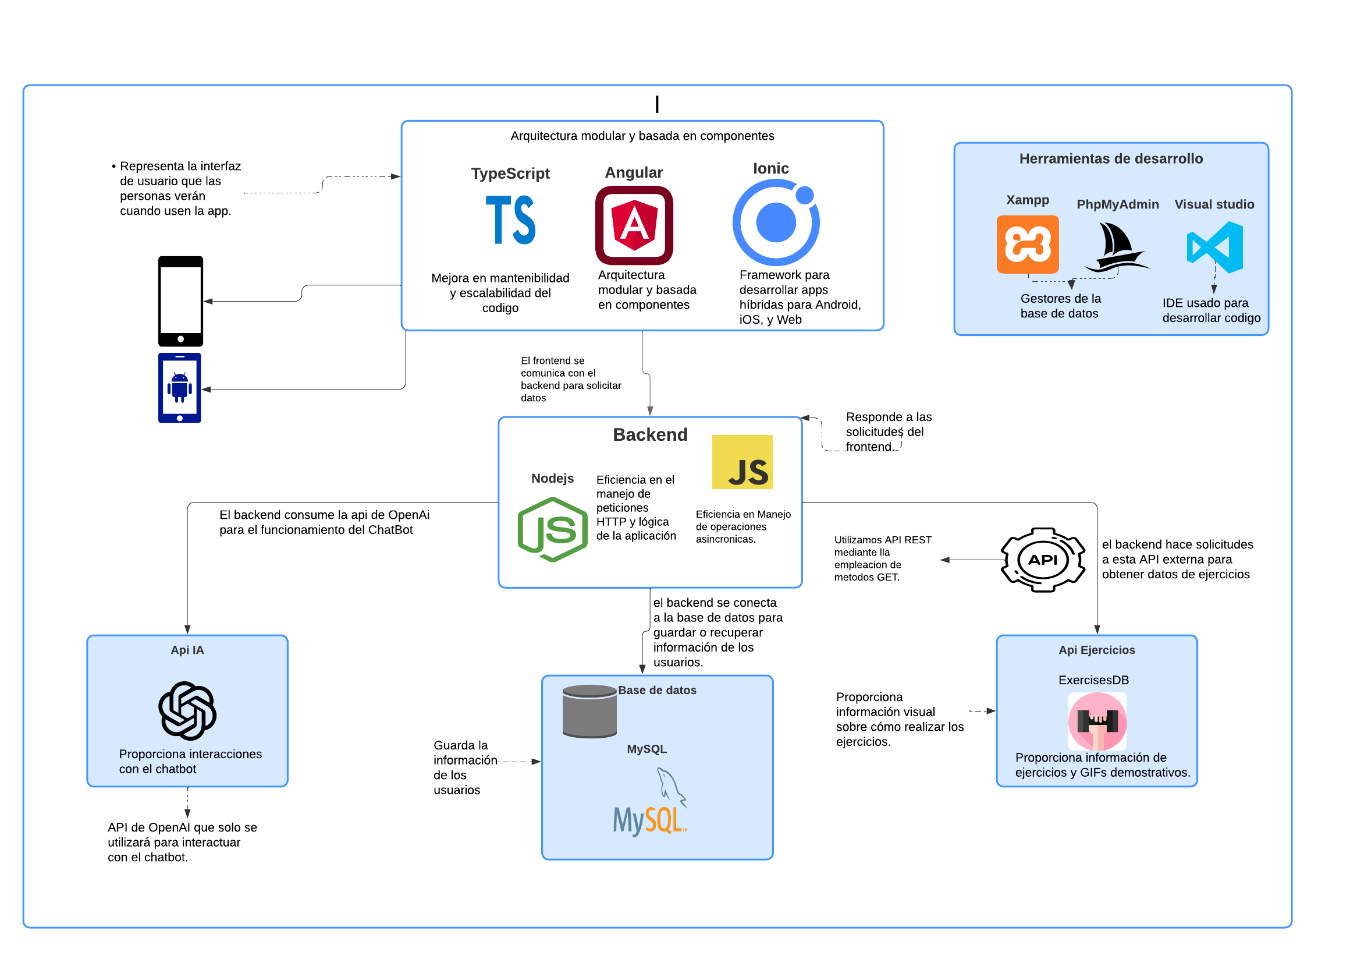 Arquitectura modular y basada en componentes
• Representa la interfaz
de usuario que las
personas verán
cuando usen la app.
TypeScript
TS
Mejora en mantenibilidad
y escalabilidad del
codigo
Angular
A
Arquitectura
modular y basada
en componentes
Ionic
Framework para
desarrollar apps
híbridas para Android,
iOS, y Web
Herramientas de desarrollo
Xampp
PhpMyAdmin
Visual studio
Gestores de la
base de datos
IDE usado para
desarrollar codigo
El frontend se
comunica con el
backend para solicitar
datos
Responde a las
solicitudes del
frontend.
Backend
Nodejs
JS
Eficiencia en el
manejo de
peticiones
HTTP y lógica
de la aplicación
JS
Eficiencia en Manejo
de operaciones
asincronicas.
El backend consume la api de OpenAi
para el funcionamiento del ChatBot
Utilizamos API REST
mediante lla
empleacion de
metodos GET.
API
el backend hace solicitudes
a esta API externa para
obtener datos de ejercicios
el backend se conecta
a la base de datos para
guardar o recuperar
información de los
usuarios.
Api IA
Proporciona interacciones
con el chatbot
API de OpenAI que solo se
utilizará para interactuar
con el chatbot.
Guarda la
información
de los
usuarios
Base de datos
MySQL
MySQL
Proporciona
información visual
sobre cómo realizar los
ejercicios.
Api Ejercicios
ExercisesDB
Proporciona información de
ejercicios y GIFs demostrativos.